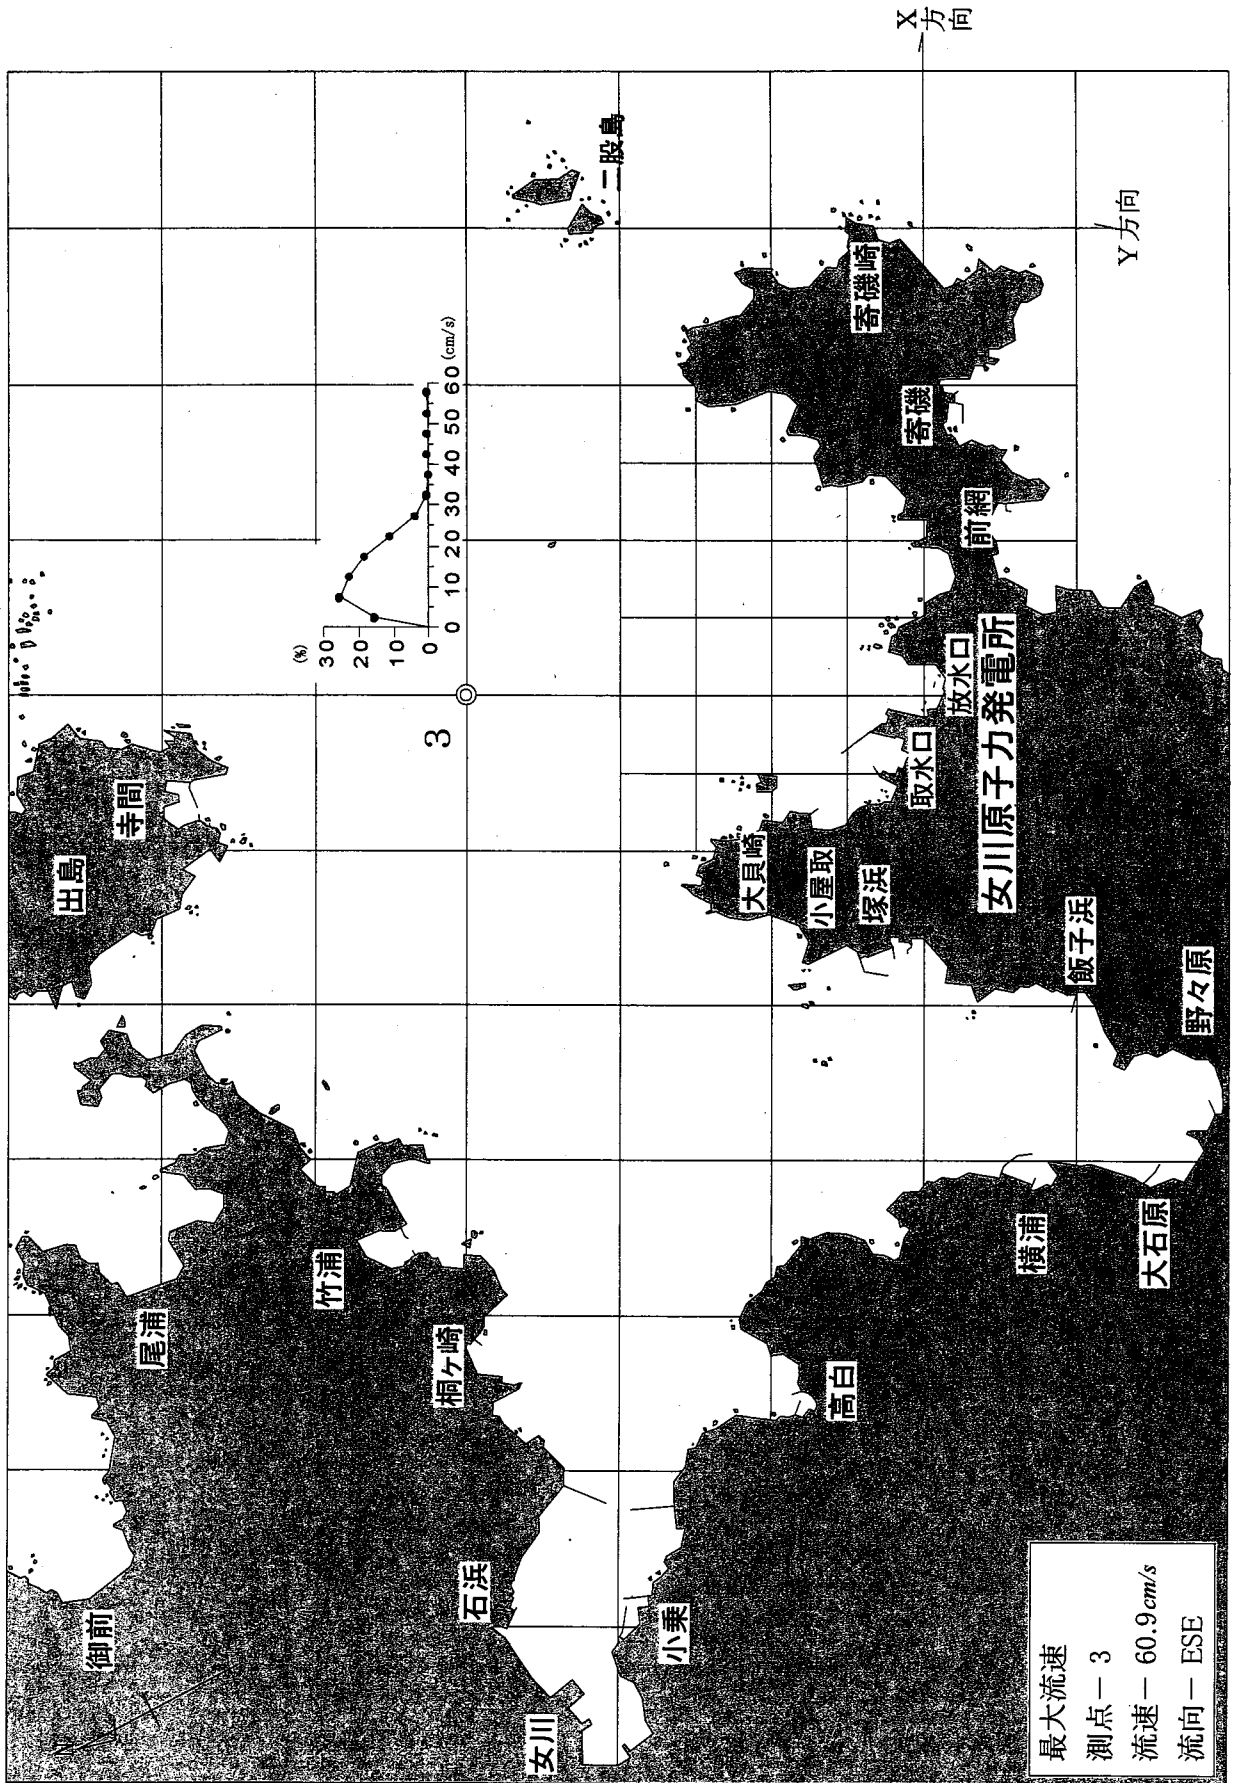 出島
寺間
御前
尾浦
竹浦
桐ケ崎
石浜
女川
小乗
高白
横浦
大石原
野々原
飯子浜
塚浜
小屋取
大貝崎
取水口
放水口
女川原子力発電所
前網
寄磯
寄磯崎
二股島
3
(%)
30
20
10
0
0 10 20 30 40 50 60 (cm/s)
X方向
Y方向
N
最大流速
測点－3
流速－60.9cm/s
流向－ESE